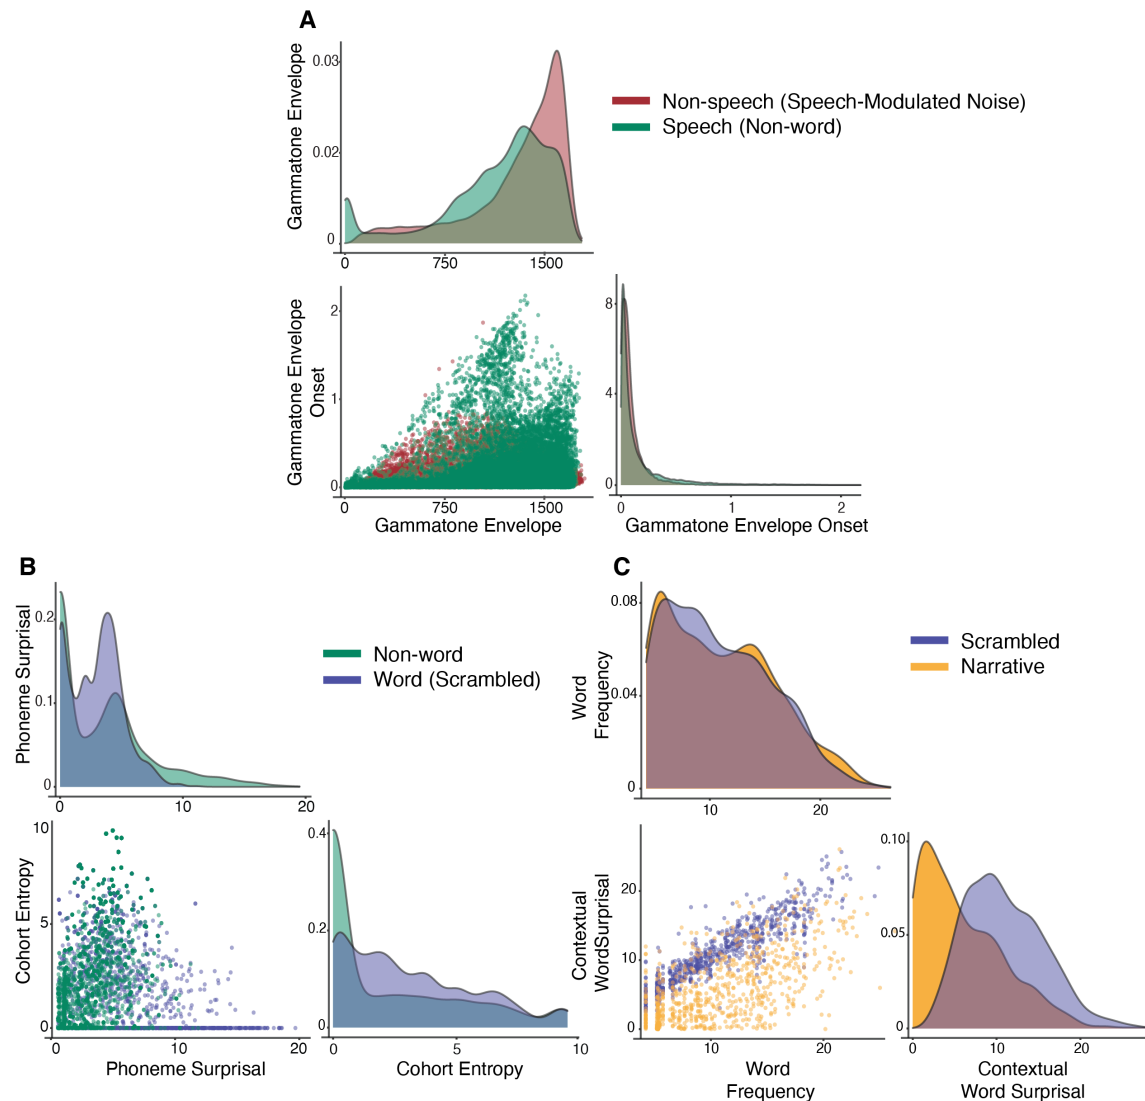 A
Gammatone Envelope
0.03
0.02
0
0
750
1500
Non-speech (Speech-Modulated Noise)
Speech (Non-word)
Gammatone Envelope
Onset
2
1
0
0
750
1500
Gammatone Envelope
8
4
0
0
1
2
Gammatone Envelope Onset
B
Phoneme Surprisal
0.2
0.1
0
0
10
20
Non-word
Word (Scrambled)
Cohort Entropy
10
5
0
0
10
20
Phoneme Surprisal
0.4
0.2
0
0
5
10
Cohort Entropy
C
Word
Frequency
0.08
0.04
0
10
20
Scrambled
Narrative
Contextual
WordSurprisal
20
10
0
10
20
Word
Frequency
0.10
0.05
0
0
10
20
Contextual
Word Surprisal